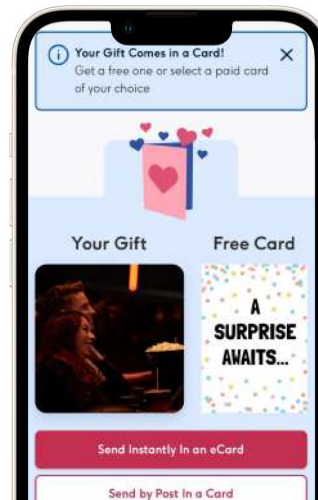 Your Gift Comes in a Card!
Get a free one or select a paid card
of your choice
Your Gift
Free Card
A
SURPRISE
AWAITS...
Send Instantly In an eCard
Send by Post In a Card